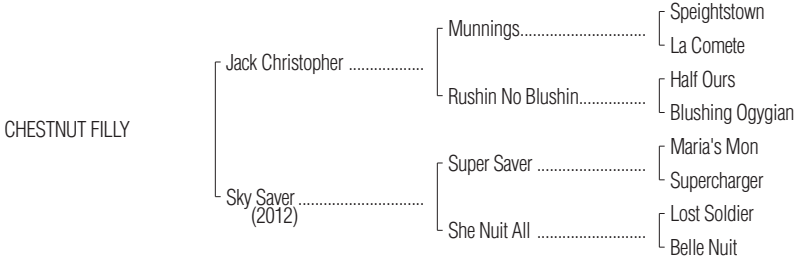 Speightstown
Munnings..............................
La Comete
Jack Christopher ..................
Half Ours
Rushin No Blushin................
Blushing Ogygian
CHESTNUT FILLY
Maria's Mon
Super Saver ..........................
Supercharger
Sky Saver ..............................
(2012)
Lost Soldier
She Nuit All ..........................
Belle Nuit